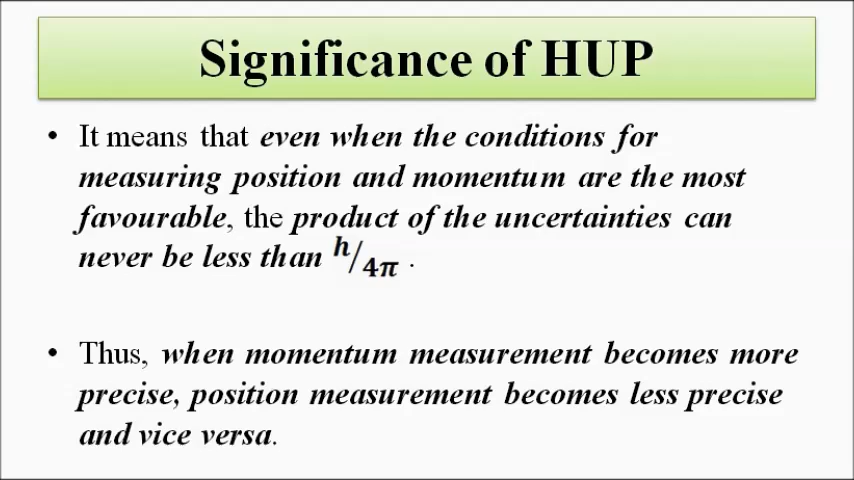 Significance of HUP
• It means that even when the conditions for
measuring position and momentum are the most
favourable, the product of the uncertainties can
never be less than h/4π .
• Thus, when momentum measurement becomes more
precise, position measurement becomes less precise
and vice versa.